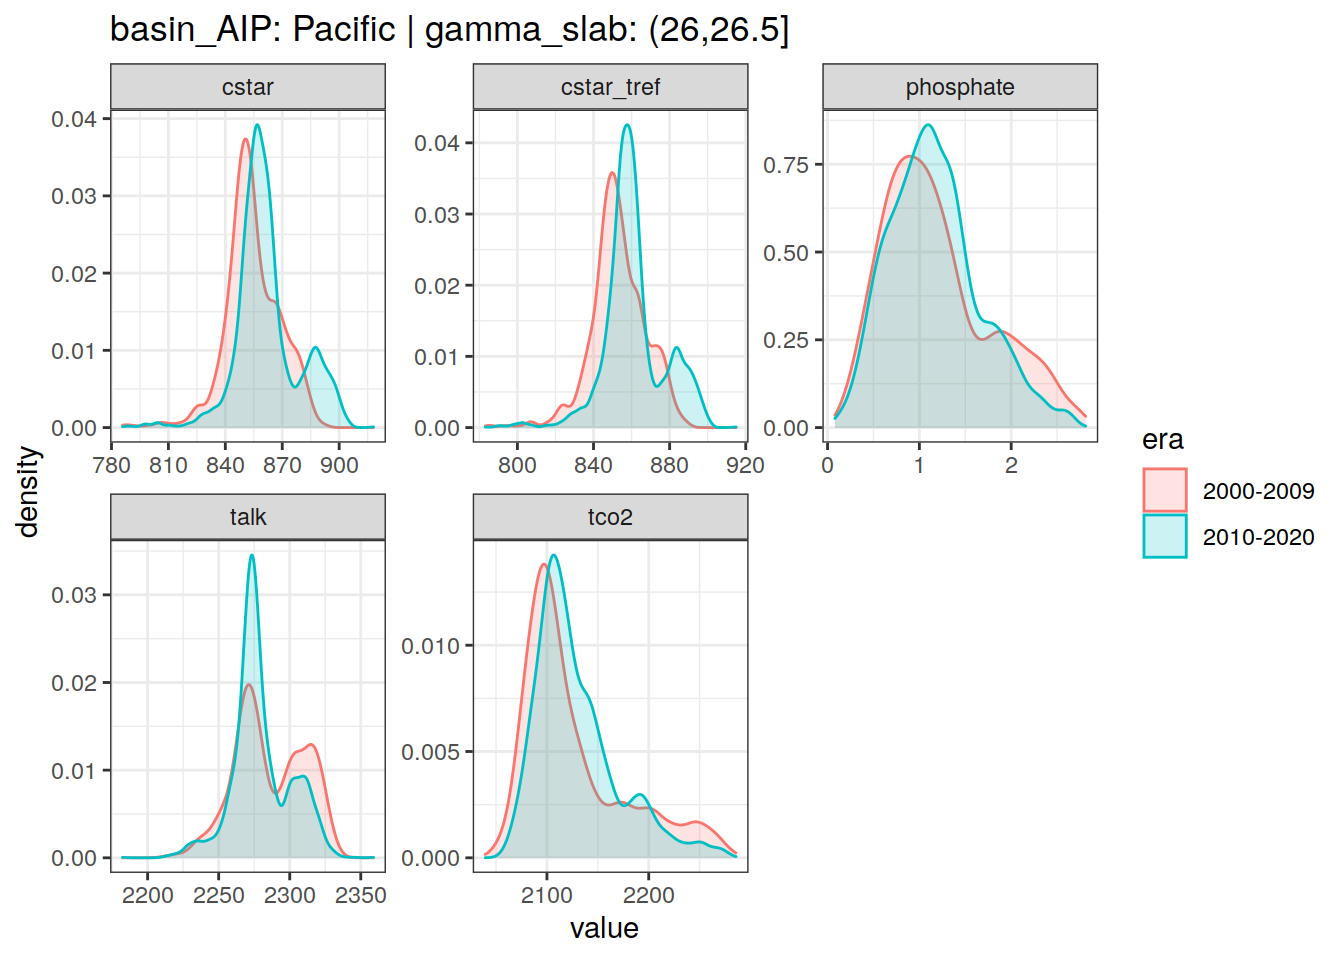 basin_AIP: Pacific | gamma_slab: (26,26.5]
cstar
cstar_tref
phosphate
0.04
0.03
0.02
0.01
0.00
780 810 840 870 900
0.04
0.03
0.02
0.01
0.00
800 840 880 920
0.75
0.50
0.25
0.00
0 1 2
talk
tco2
0.03
0.02
0.01
0.00
2200 2250 2300 2350
0.010
0.005
0.000
2100 2200
density
value
era
2000-2009
2010-2020